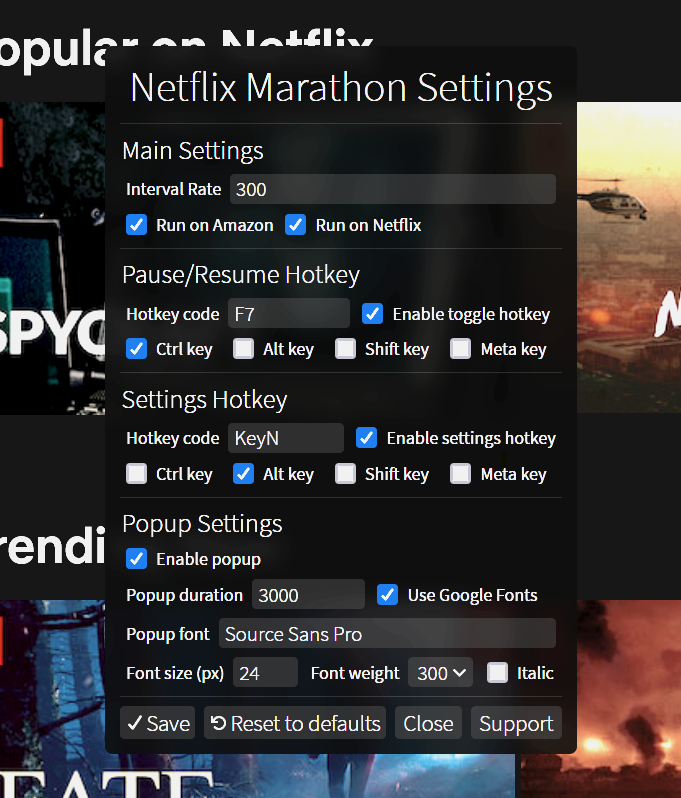 opular on Netflix
Netflix Marathon Settings
Main Settings
Interval Rate 300
Run on Amazon Run on Netflix
Pause/Resume Hotkey
Hotkey code F7 Enable toggle hotkey
Ctrl key Alt key Shift key Meta key
SPYC
M
Settings Hotkey
Hotkey code KeyN Enable settings hotkey
Ctrl key Alt key Shift key Meta key
Popup Settings
rendi
Enable popup
Popup duration 3000 Use Google Fonts
Popup font Source Sans Pro
Font size (px) 24 Font weight 300 Italic
Save Reset to defaults Close Support
EATE